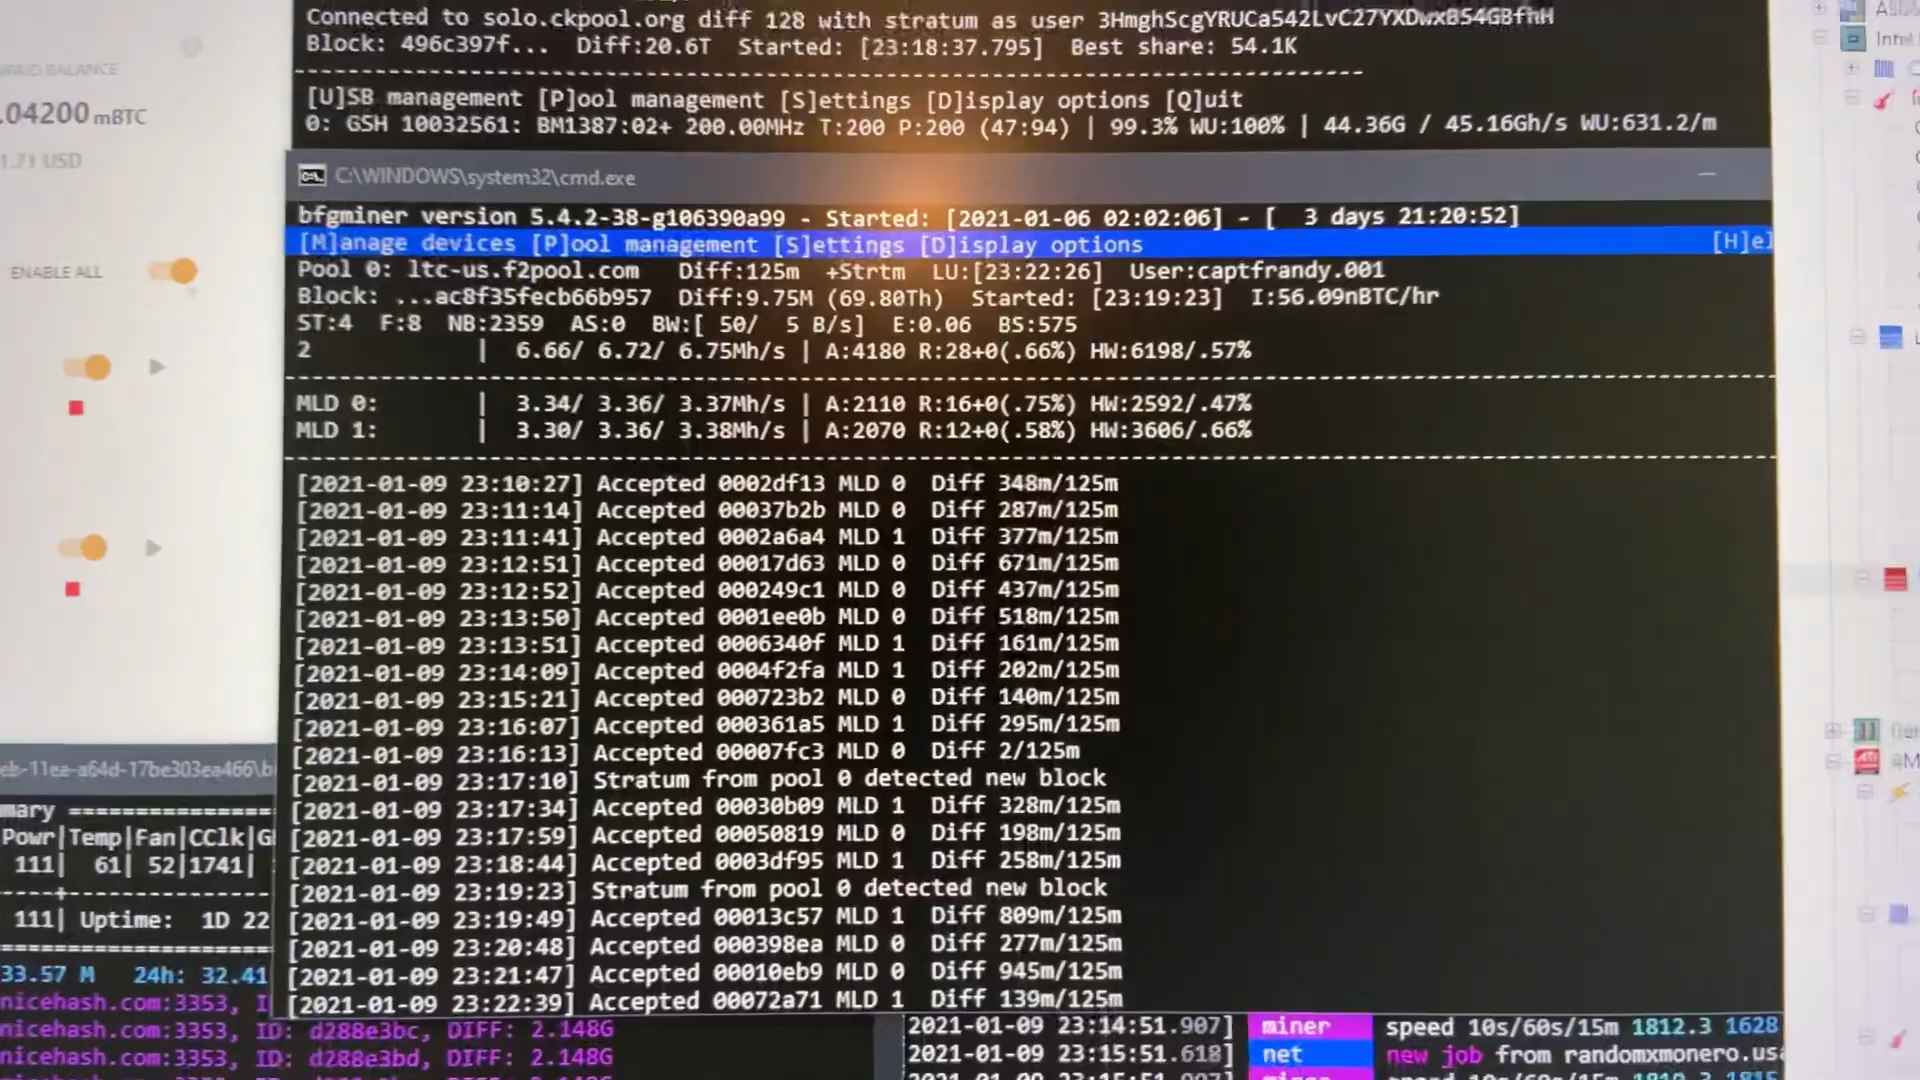 Connected to solo.ckpool.org diff 128 with stratum as user
Block: 496c397f... Diff:20.6T Started: [23:18:37.795] Best share: 54.1K
[U]SB management [P]ool management [S]ettings [D]isplay options [Q]uit
0: GSH 10032561: BM1387:02+ 200.00MHz T:200 P:200 (47:94) | 99.3% WU:100% | 44.36G / 45.16Gh/s WU:631.2/m
BALANCE
.04200 mBTC
1.71 USD
ENABLE ALL
C:\WINDOWS\system32\cmd.exe
bfgminer version 5.4.2-38-g106390a99 - Started: [2021-01-06 02:02:06] - [  3 days 21:20:52]
[M]anage devices [P]ool management [S]ettings [D]isplay options [H]el
Pool 0: ltc-us.f2pool.com Diff:125m +Strtm LU:[23:22:26] User:captfrandy.001
Block: ...ac8f35fecb66b957 Diff:9.75M (69.80Th) Started: [23:19:23] I:56.09nBTC/hr
ST:4 F:8 NB:2359 AS:0 BW:[ 50/ 5 B/s] E:0.06 BS:575
2 | 6.66/ 6.72/ 6.75Mh/s | A:4180 R:28+0(.66%) HW:6198/.57%
MLD 0: | 3.34/ 3.36/ 3.37Mh/s | A:2110 R:16+0(.75%) HW:2592/.47%
MLD 1: | 3.30/ 3.36/ 3.38Mh/s | A:2070 R:12+0(.58%) HW:3606/.66%
[2021-01-09 23:10:27] Accepted 0002df13 MLD 0 Diff 348m/125m
[2021-01-09 23:11:14] Accepted 00037b2b MLD 0 Diff 287m/125m
[2021-01-09 23:11:41] Accepted 0002a6a4 MLD 1 Diff 377m/125m
[2021-01-09 23:12:51] Accepted 00017d63 MLD 0 Diff 671m/125m
[2021-01-09 23:12:52] Accepted 000249c1 MLD 0 Diff 437m/125m
[2021-01-09 23:13:50] Accepted 0001ee0b MLD 0 Diff 518m/125m
[2021-01-09 23:13:51] Accepted 0006340f MLD 1 Diff 161m/125m
[2021-01-09 23:14:09] Accepted 0004f2fa MLD 1 Diff 202m/125m
[2021-01-09 23:15:21] Accepted 000723b2 MLD 0 Diff 140m/125m
[2021-01-09 23:16:07] Accepted 000361a5 MLD 1 Diff 295m/125m
[2021-01-09 23:16:13] Accepted 00007fc3 MLD 0 Diff 2/125m
[2021-01-09 23:17:10] Stratum from pool 0 detected new block
[2021-01-09 23:17:34] Accepted 00030b09 MLD 1 Diff 328m/125m
[2021-01-09 23:17:59] Accepted 00050819 MLD 0 Diff 198m/125m
[2021-01-09 23:18:44] Accepted 0003df95 MLD 1 Diff 258m/125m
[2021-01-09 23:19:23] Stratum from pool 0 detected new block
[2021-01-09 23:19:49] Accepted 00013c57 MLD 1 Diff 809m/125m
[2021-01-09 23:20:48] Accepted 000398ea MLD 0 Diff 277m/125m
[2021-01-09 23:21:47] Accepted 00010eb9 MLD 0 Diff 945m/125m
[2021-01-09 23:22:39] Accepted 00072a71 MLD 1 Diff 139m/125m
eb-11ea-a64d-17be303ea466\b
mary ================
Powr|Temp|Fan|CClk|G
111| 61| 52|1741|
111| Uptime: 1D 22
33.57 M 24h: 32.41
nicehash.com:3353, I
nicehash.com:3353, ID: d288e3bc, DIFF: 2.148G
nicehash.com:3353, ID: d288e3bd, DIFF: 2.148G
2021-01-09 23:14:51.907] miner speed 10s/60s/15m 1812.3 1628
2021-01-09 23:15:51.618] net new job from randomxmonero.usa